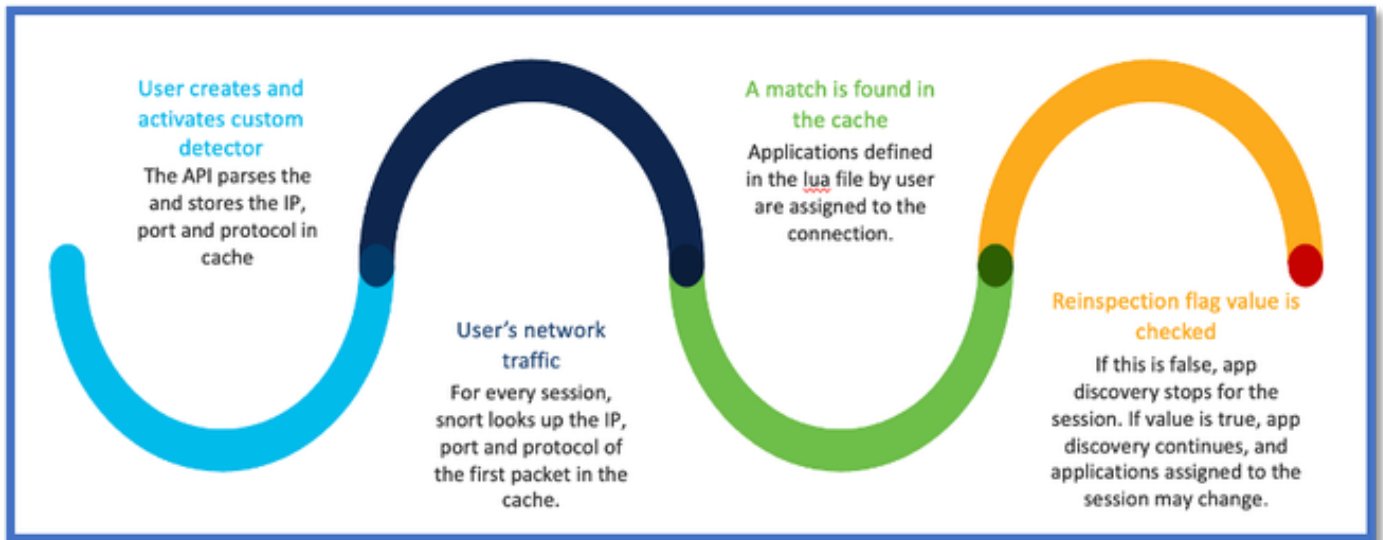 User creates and
activates custom
detector
The API parses the
and stores the IP,
port and protocol in
cache
User's network
traffic
For every session,
snort looks up the IP,
port and protocol of
the first packet in the
cache.
A match is found in
the cache
Applications defined
in the lua file by user
are assigned to the
connection.
Reinspection flag value is
checked
If this is false, app
discovery stops for the
session. If value is true, app
discovery continues, and
applications assigned to the
session may change.